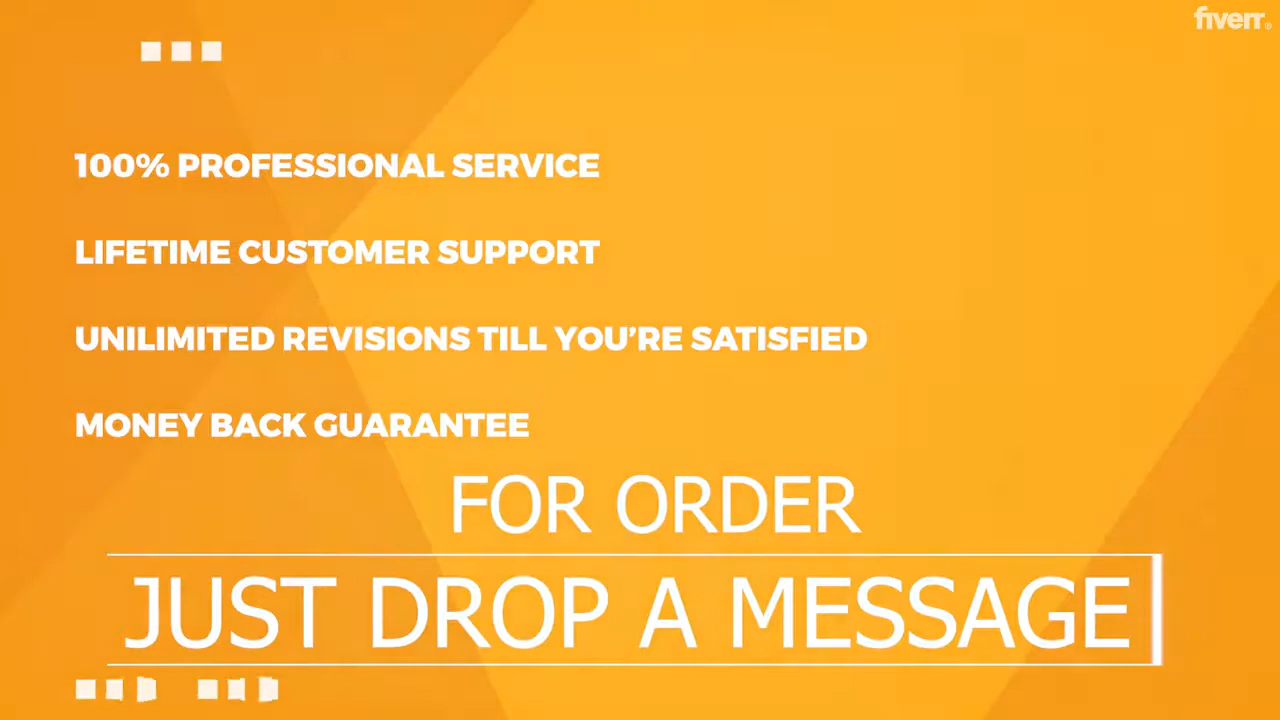 fiverr®
100% PROFESSIONAL SERVICE
LIFETIME CUSTOMER SUPPORT
UNILIMITED REVISIONS TILL YOU’RE SATISFIED
MONEY BACK GUARANTEE
FOR ORDER
JUST DROP A MESSAGE